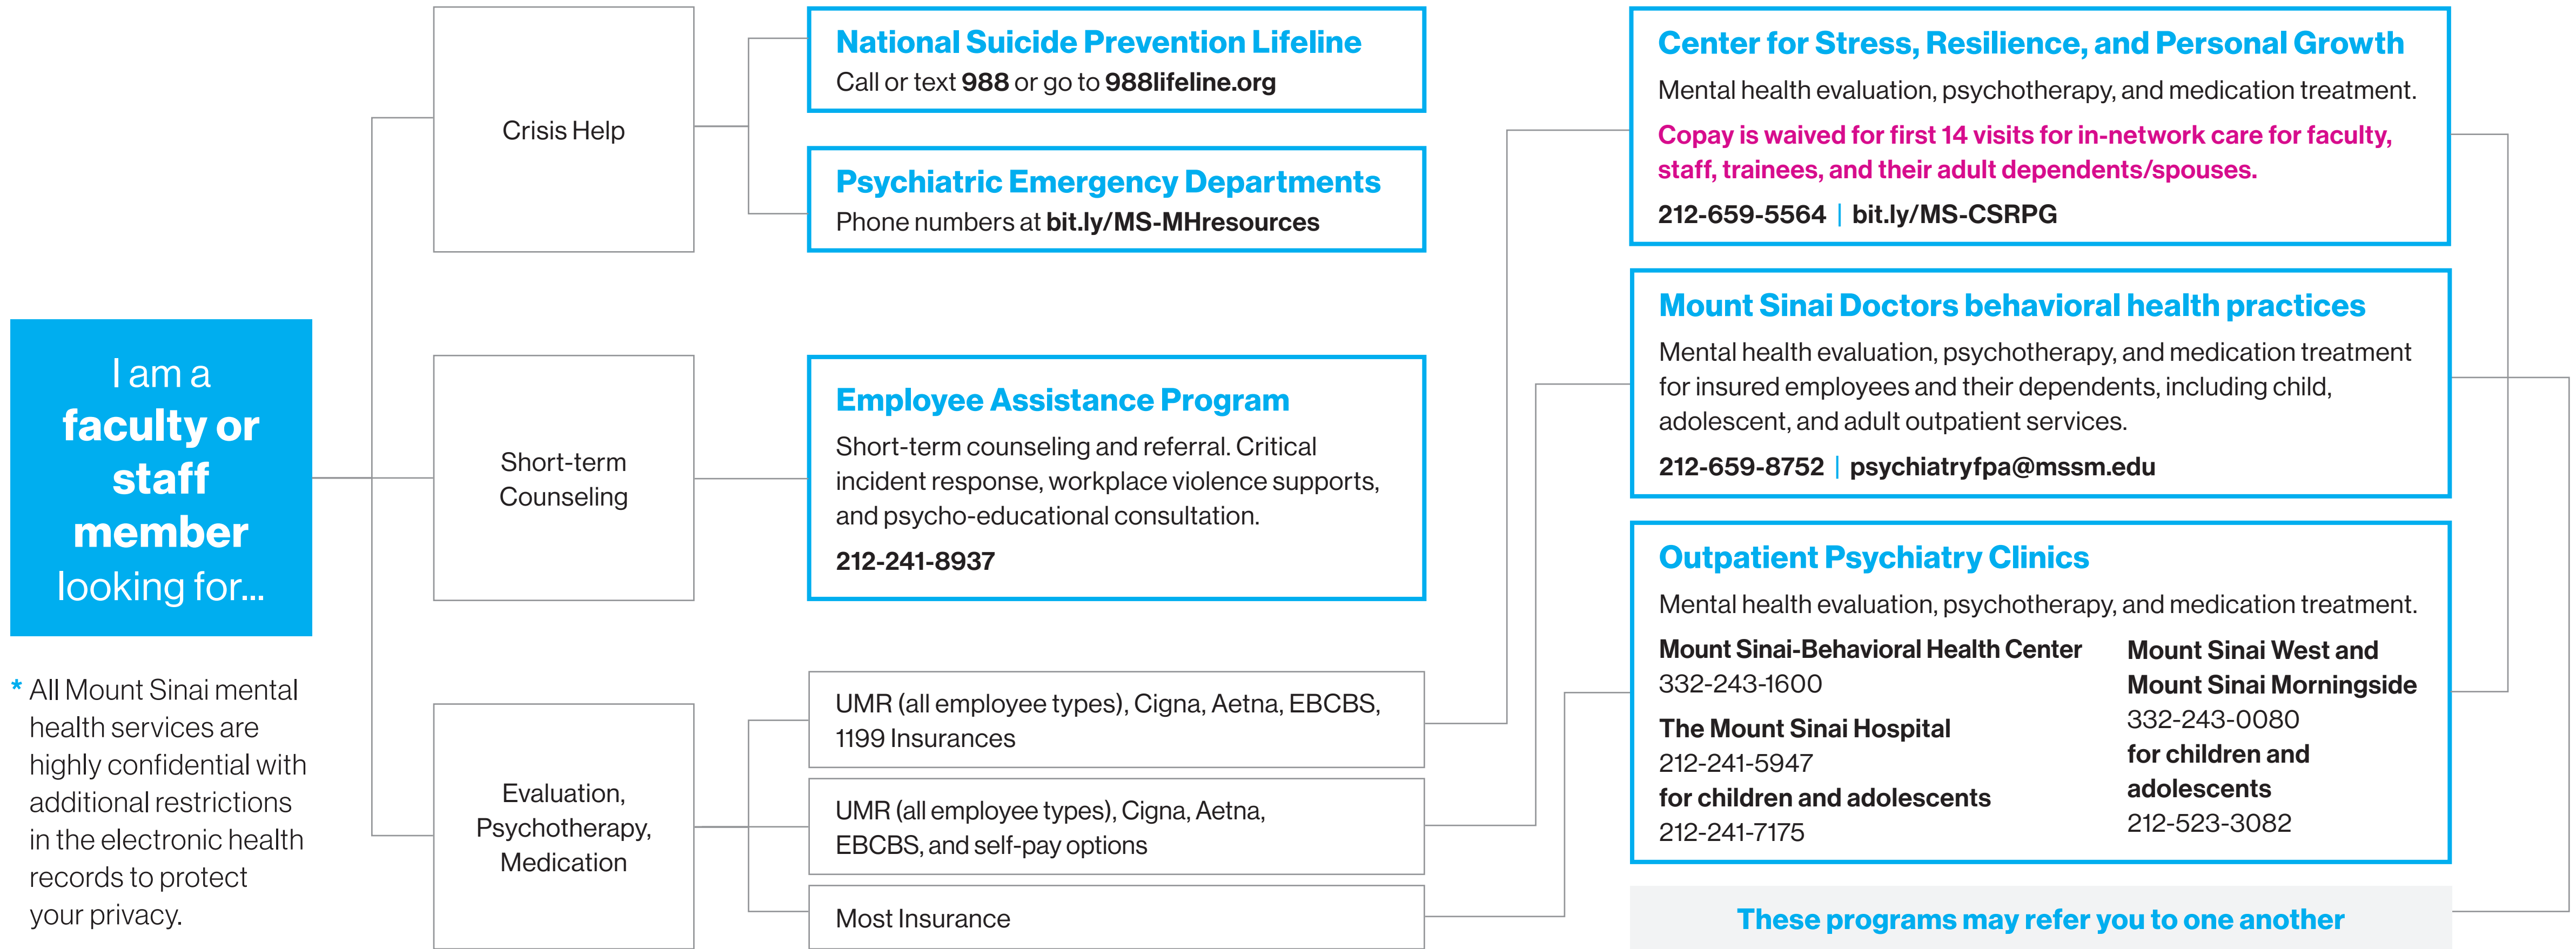 I am a
faculty or
staff
member
looking for...
* All Mount Sinai mental
health services are
highly confidential with
additional restrictions
in the electronic health
records to protect
your privacy.
Crisis Help
National Suicide Prevention Lifeline
Call or text 988 or go to 988lifeline.org
Psychiatric Emergency Departments
Phone numbers at bit.ly/MS-MHresources
Short-term
Counseling
Employee Assistance Program
Short-term counseling and referral. Critical
incident response, workplace violence supports,
and psycho-educational consultation.
212-241-8937
Evaluation,
Psychotherapy,
Medication
UMR (all employee types), Cigna, Aetna, EBCBS,
1199 Insurances
UMR (all employee types), Cigna, Aetna,
EBCBS, and self-pay options
Most Insurance
Center for Stress, Resilience, and Personal Growth
Mental health evaluation, psychotherapy, and medication treatment.
Copay is waived for first 14 visits for in-network care for faculty,
staff, trainees, and their adult dependents/spouses.
212-659-5564 | bit.ly/MS-CSRPG
Mount Sinai Doctors behavioral health practices
Mental health evaluation, psychotherapy, and medication treatment
for insured employees and their dependents, including child,
adolescent, and adult outpatient services.
212-659-8752 | psychiatryfpa@mssm.edu
Outpatient Psychiatry Clinics
Mental health evaluation, psychotherapy, and medication treatment.
Mount Sinai-Behavioral Health Center
332-243-1600
The Mount Sinai Hospital
212-241-5947
for children and adolescents
212-241-7175
Mount Sinai West and
Mount Sinai Morningside
332-243-0080
for children and
adolescents
212-523-3082
These programs may refer you to one another